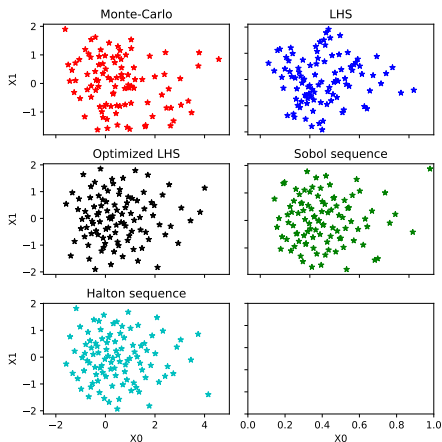 Monte-Carlo
LHS
X1
1
0
−1
Optimized LHS
Sobol sequence
X1
2
1
0
−1
−2
Halton sequence
X1
2
1
0
−1
−2
−2 0 2 4
0.0 0.2 0.4 0.6 0.8 1.0
X0
X0